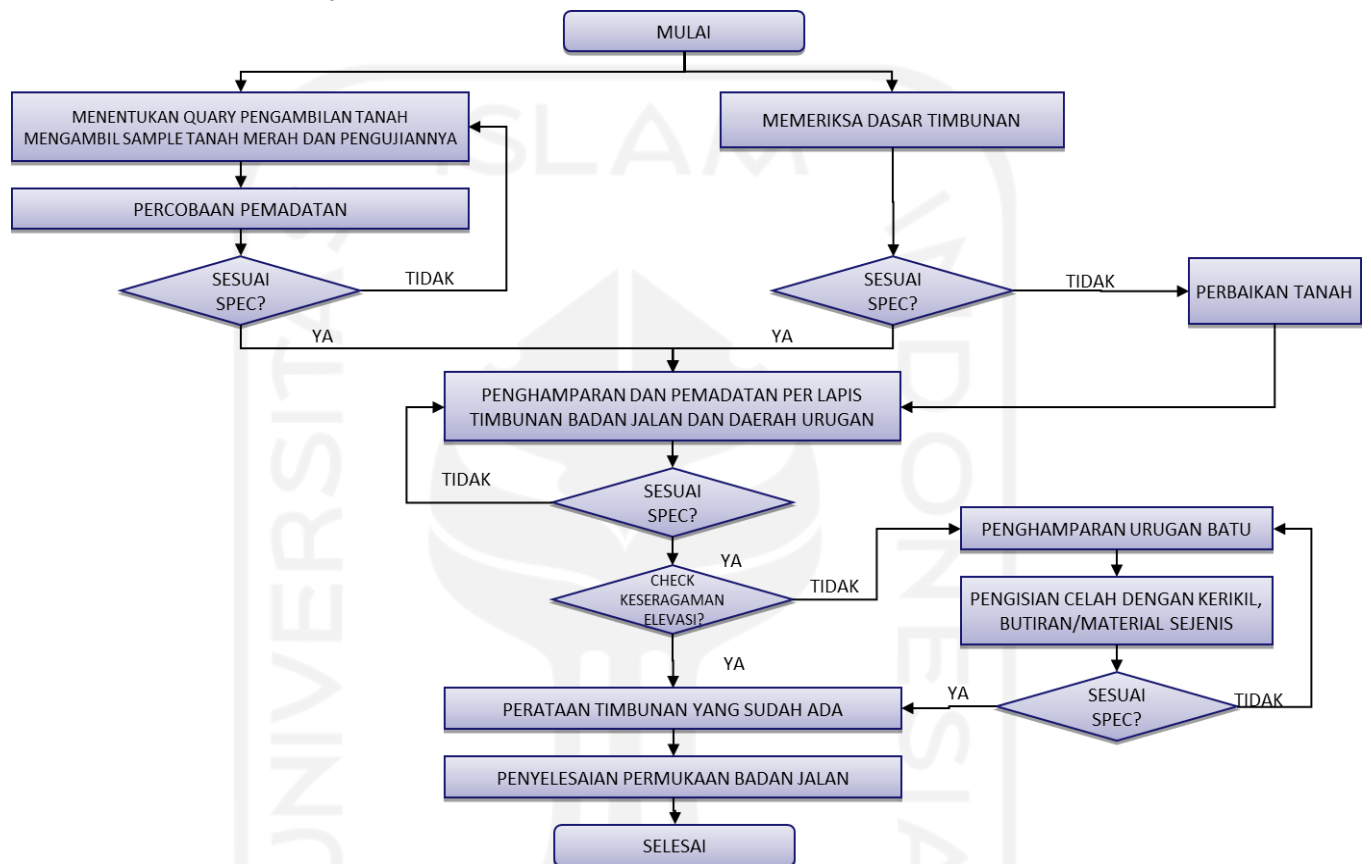 MULAI
MENENTUKAN QUARY PENGAMBILAN TANAH
MENGAMBIL SAMPLE TANAH MERAH DAN PENGUJIANNYA
MEMERIKSA DASAR TIMBUNAN
PERCOBAAN PEMADATAN
SESUAI
SPEC?
TIDAK
SESUAI
SPEC?
TIDAK
PERBAIKAN TANAH
YA
YA
PENGHAMPARAN DAN PEMADATAN PER LAPIS
TIMBUNAN BADAN JALAN DAN DAERAH URUGAN
TIDAK
SESUAI
SPEC?
YA
CHECK
KESERAGAMAN
ELEVASI?
TIDAK
PENGHAMPARAN URUGAN BATU
PENGISIAN CELAH DENGAN KERIKIL,
BUTIRAN/MATERIAL SEJENIS
YA
SESUAI
SPEC?
TIDAK
YA
PERATAAN TIMBUNAN YANG SUDAH ADA
PENYELESAIAN PERMUKAAN BADAN JALAN
SELESAI
UNIVERSITAS
ISLAM
INDONESIA